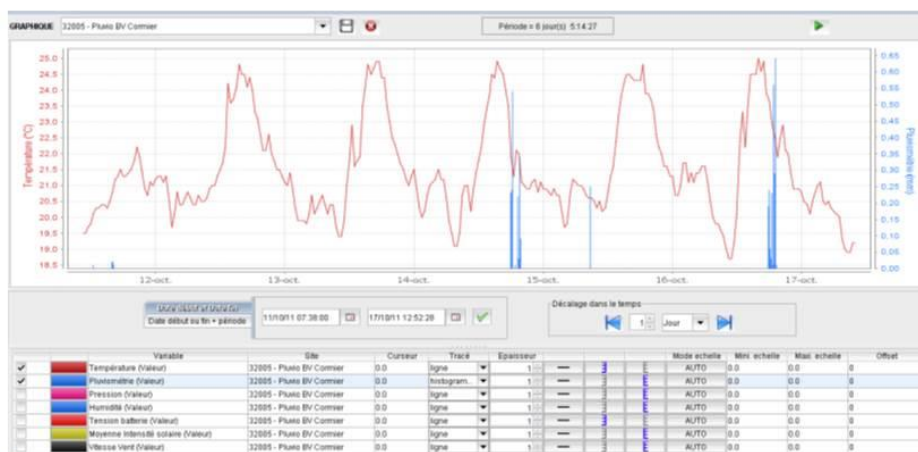 GRAPHIQUE 32005 - Pluvio BV Cormier Période = 6 jour(s) 5:14:27
25.0 24.5 24.0 23.5 23.0 22.5 22.0 21.5 21.0 20.5 20.0 19.5 19.0 18.5
Température (°C)
0.65 0.60 0.55 0.50 0.45 0.40 0.35 0.30 0.25 0.20 0.15 0.10 0.05 0.00
Pluviométrie (mm)
12-oct. 13-oct. 14-oct. 15-oct. 16-oct. 17-oct.
Date début ou fin + période
11/10/11 07:38:00 17/10/11 12:52:28
Décalage dans le temps
1 Jour
Variable Site Curseur Tracé Epaisseur Mode echelle Mini. echelle Maxi. echelle Offset
Température (Valeur) 32005 - Pluvio BV Cormier 0.0 ligne 1 AUTO 0.0 0.0 0
Pluviométrie (Valeur) 32005 - Pluvio BV Cormier 0.0 histogram... 1 AUTO 0.0 0.0 0
Pression (Valeur) 32005 - Pluvio BV Cormier 0.0 ligne 1 AUTO 0.0 0.0 0
Humidité (Valeur) 32005 - Pluvio BV Cormier 0.0 ligne 1 AUTO 0.0 0.0 0
Tension batterie (Valeur) 32005 - Pluvio BV Cormier 0.0 ligne 1 AUTO 0.0 0.0 0
Moyenne Intensité solaire (Valeur) 32005 - Pluvio BV Cormier 0.0 ligne 1 AUTO 0.0 0.0 0
Vitesse Vent (Valeur) 32005 - Pluvio BV Cormier 0.0 ligne 1 AUTO 0.0 0.0 0